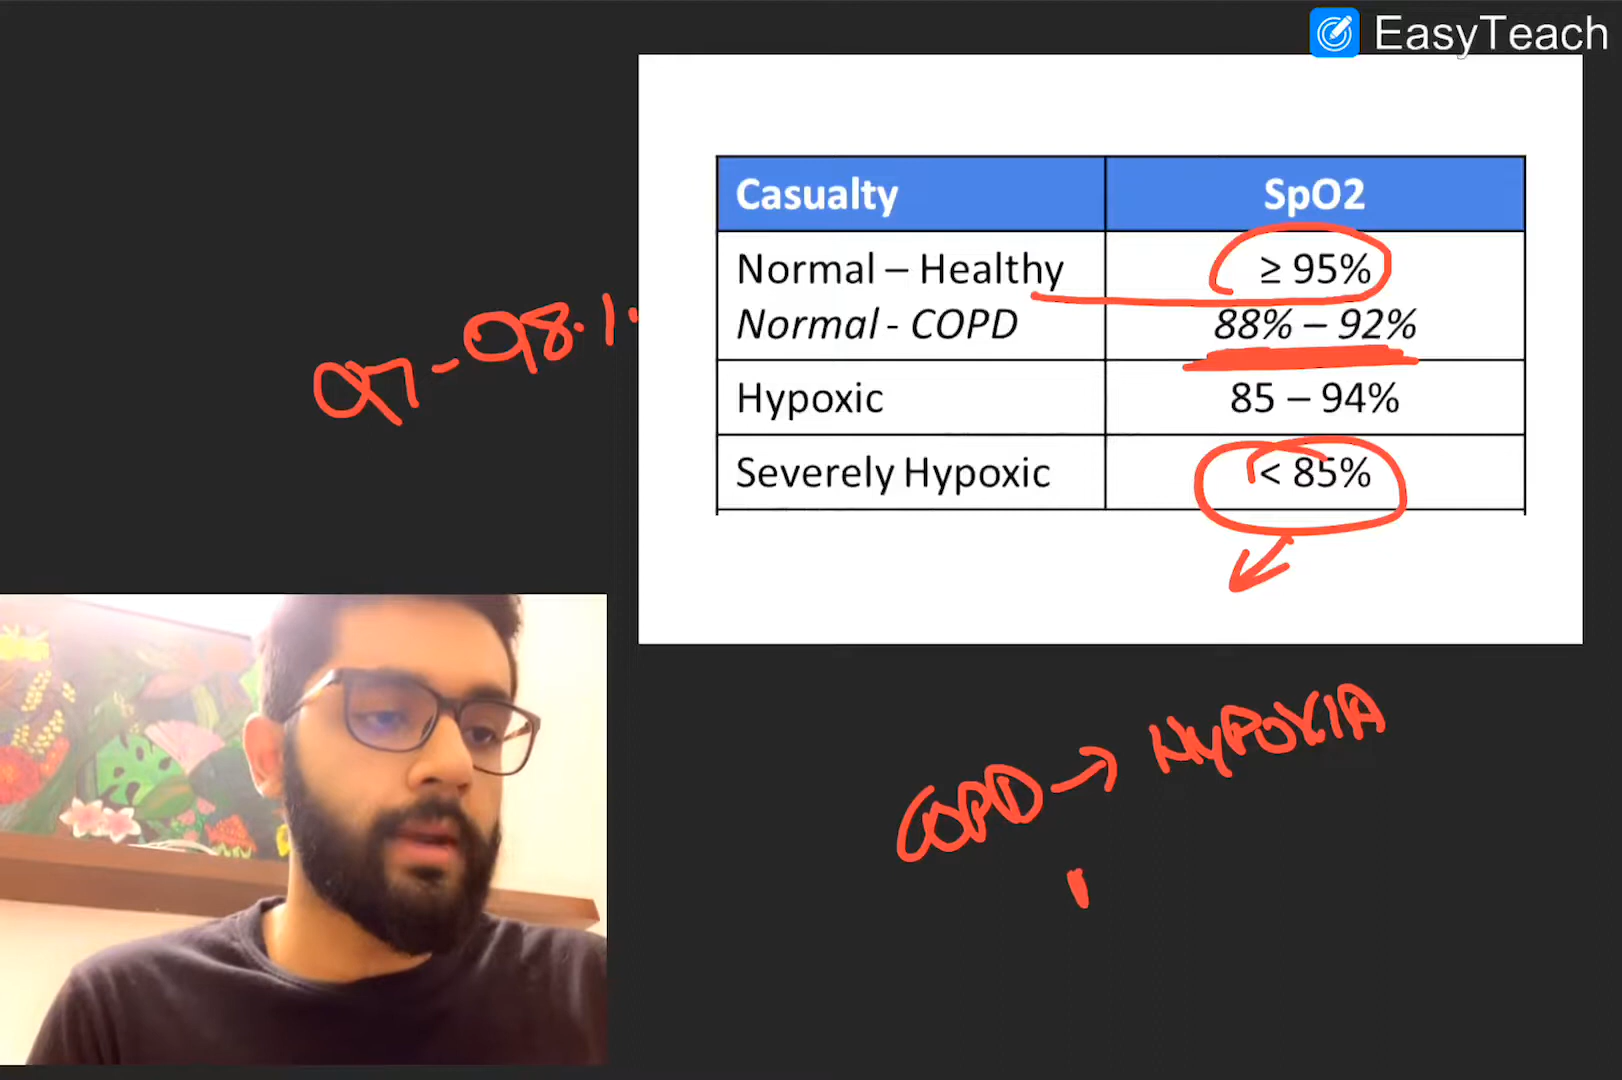 EasyTeach
Casualty SpO2
Normal – Healthy ≥ 95%
Normal - COPD 88% – 92%
Hypoxic 85 – 94%
Severely Hypoxic < 85%
97-98%
COPD → HYPOXIA